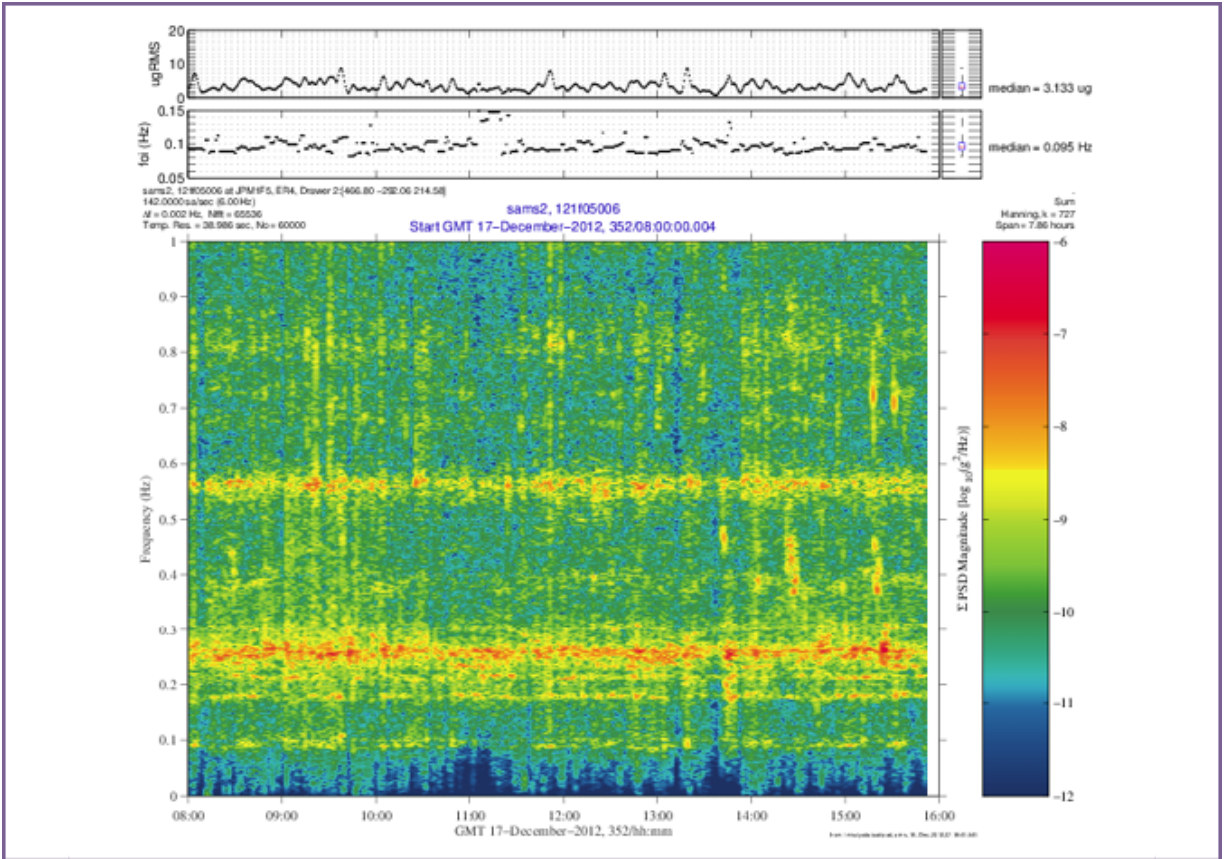 20
10
0
ugRMS
median = 3.133 ug
0.15
0.1
0.05
foi (Hz)
median = 0.095 Hz
sams2, 121f05006 at JPM1F5, ER4, Drawer 2:[466.80 −292.06 214.58]
142.0000 sa/sec (6.00 Hz)
Δf = 0.002 Hz, Nfft = 65536
Temp. Res. = 38.986 sec, No = 60000
sams2, 121f05006
Start GMT 17−December−2012, 352/08:00:00.004
Sum
Hanning, k = 727
Span = 7.86 hours
1
0.9
0.8
0.7
0.6
0.5
0.4
0.3
0.2
0.1
0
Frequency (Hz)
08:00 09:00 10:00 11:00 12:00 13:00 14:00 15:00 16:00
GMT 17−December−2012, 352/hh:mm
−6
−7
−8
−9
−10
−11
−12
Σ PSD Magnitude [log10(g²/Hz)]